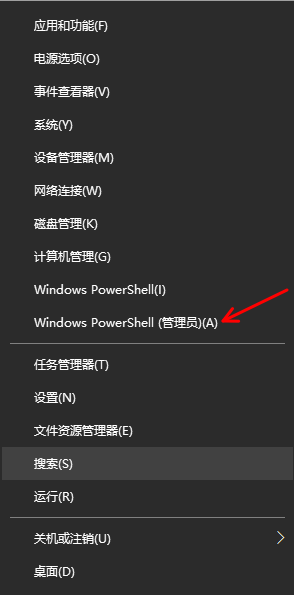 应用和功能(F)
电源选项(O)
事件查看器(V)
系统(Y)
设备管理器(M)
网络连接(W)
磁盘管理(K)
计算机管理(G)
Windows PowerShell(I)
Windows PowerShell (管理员)(A)
任务管理器(T)
设置(N)
文件资源管理器(E)
搜索(S)
运行(R)
关机或注销(U)
桌面(D)